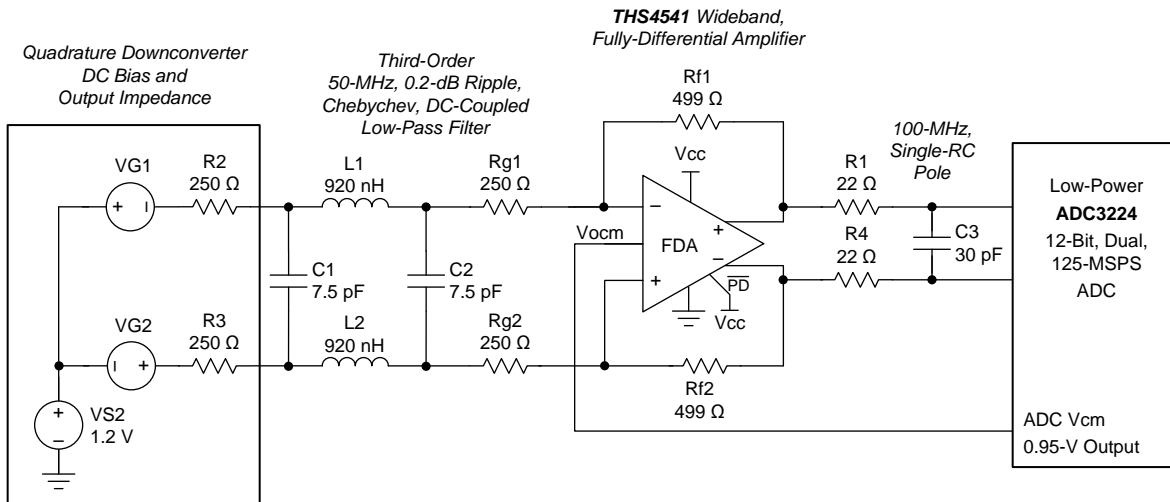 THS4541 Wideband,
Fully-Differential Amplifier
Quadrature Downconverter
DC Bias and
Output Impedance
Third-Order
50-MHz, 0.2-dB Ripple,
Chebychev, DC-Coupled
Low-Pass Filter
Rf1
499 Ω
100-MHz,
Single-RC
Pole
VG1
+
−
R2
250 Ω
L1
920 nH
Rg1
250 Ω
Vcc
R1
22 Ω
Low-Power
ADC3224
12-Bit, Dual,
125-MSPS
ADC
−
+
Vocm
FDA
+
−
C1
7.5 pF
C2
7.5 pF
C3
30 pF
R4
22 Ω
PD
Vcc
VG2
−
+
R3
250 Ω
L2
920 nH
Rg2
250 Ω
Rf2
499 Ω
+
−
VS2
1.2 V
ADC Vcm
0.95-V Output